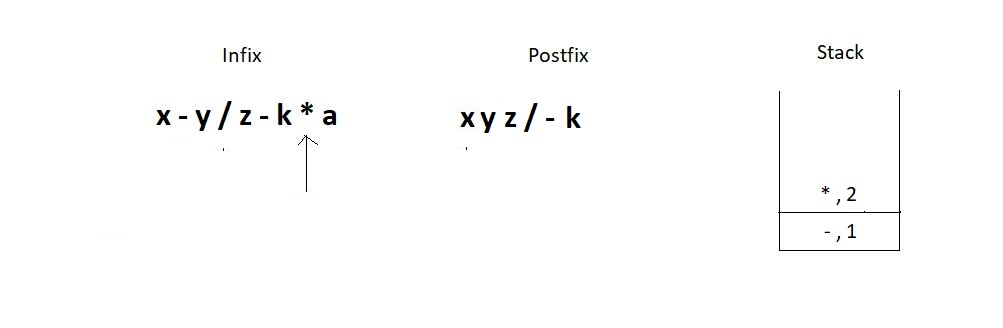 Infix
Postfix
Stack
x - y / z - k * a
x y z / - k
* , 2
- , 1